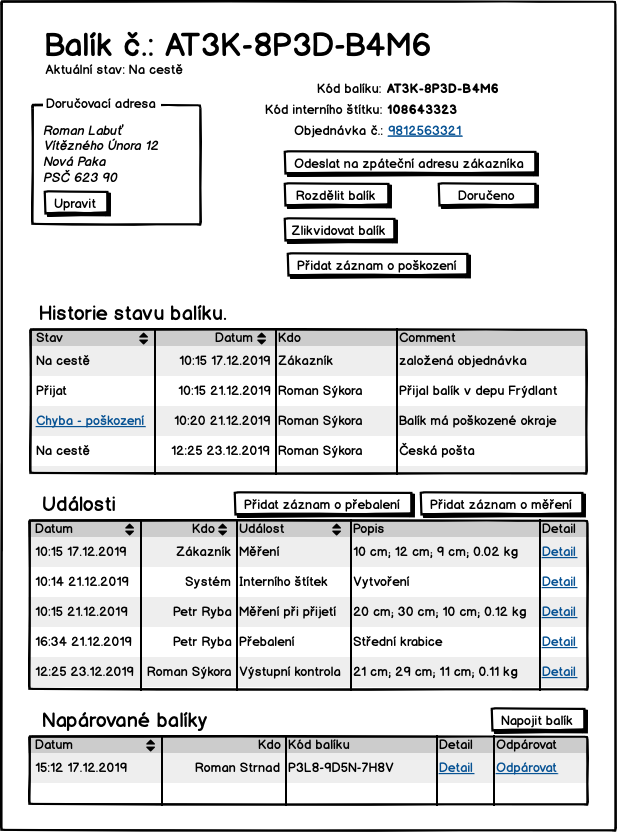 Balík č.: AT3K-8P3D-B4M6
Aktuální stav: Na cestě
Doručovací adresa
Roman Labuť
Vítězného Února 12
Nová Paka
PSČ 623 90
Upravit
Kód balíku: AT3K-8P3D-B4M6
Kód interního štítku: 108643323
Objednávka č.: 9812563321
Odeslat na zpáteční adresu zákazníka
Rozdělit balík Doručeno
Zlikvidovat balík
Přidat záznam o poškození
Historie stavu balíku.
Stav Datum Kdo Comment
Na cestě 10:15 17.12.2019 Zákazník založená objednávka
Přijat 10:15 21.12.2019 Roman Sýkora Přijal balík v depu Frýdlant
Chyba - poškození 10:20 21.12.2019 Roman Sýkora Balík má poškozené okraje
Na cestě 12:25 23.12.2019 Roman Sýkora Česká pošta
Události Přidat záznam o přebalení Přidat záznam o měření
Datum Kdo Událost Popis Detail
10:15 17.12.2019 Zákazník Měření 10 cm; 12 cm; 9 cm; 0.02 kg Detail
10:14 21.12.2019 Systém Interního štítek Vytvoření Detail
10:15 21.12.2019 Petr Ryba Měření při přijetí 20 cm; 30 cm; 10 cm; 0.12 kg Detail
16:34 21.12.2019 Petr Ryba Přebalení Střední krabice Detail
12:25 23.12.2019 Roman Sýkora Výstupní kontrola 21 cm; 29 cm; 11 cm; 0.11 kg Detail
Napárované balíky Napojit balík
Datum Kdo Kód balíku Detail Odpárovat
15:12 17.12.2019 Roman Strnad P3L8-9D5N-7H8V Detail Odpárovat